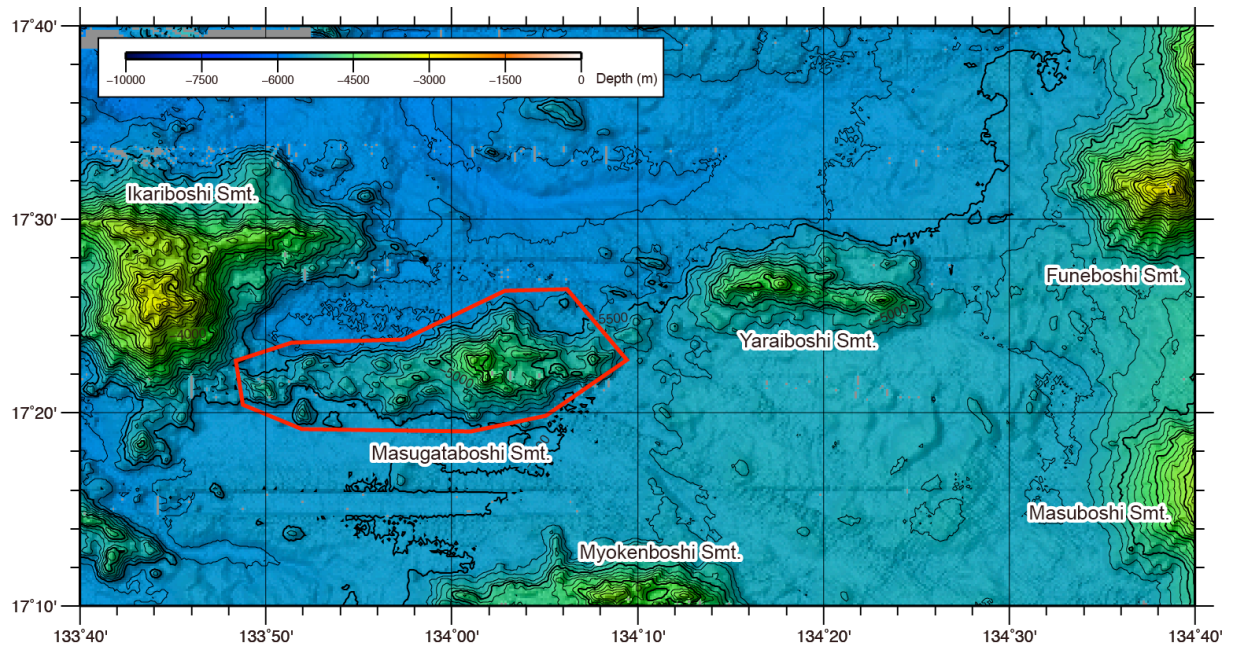 17˚40'
−10000 −7500 −6000 −4500 −3000 −1500 0 Depth (m)
Ikariboshi Smt.
17˚30'
Funeboshi Smt.
5500
4000
5000
Yaraiboshi Smt.
17˚20'
Masugataboshi Smt.
Masuboshi Smt.
Myokenboshi Smt.
17˚10'
133˚40' 133˚50' 134˚00' 134˚10' 134˚20' 134˚30' 134˚40'